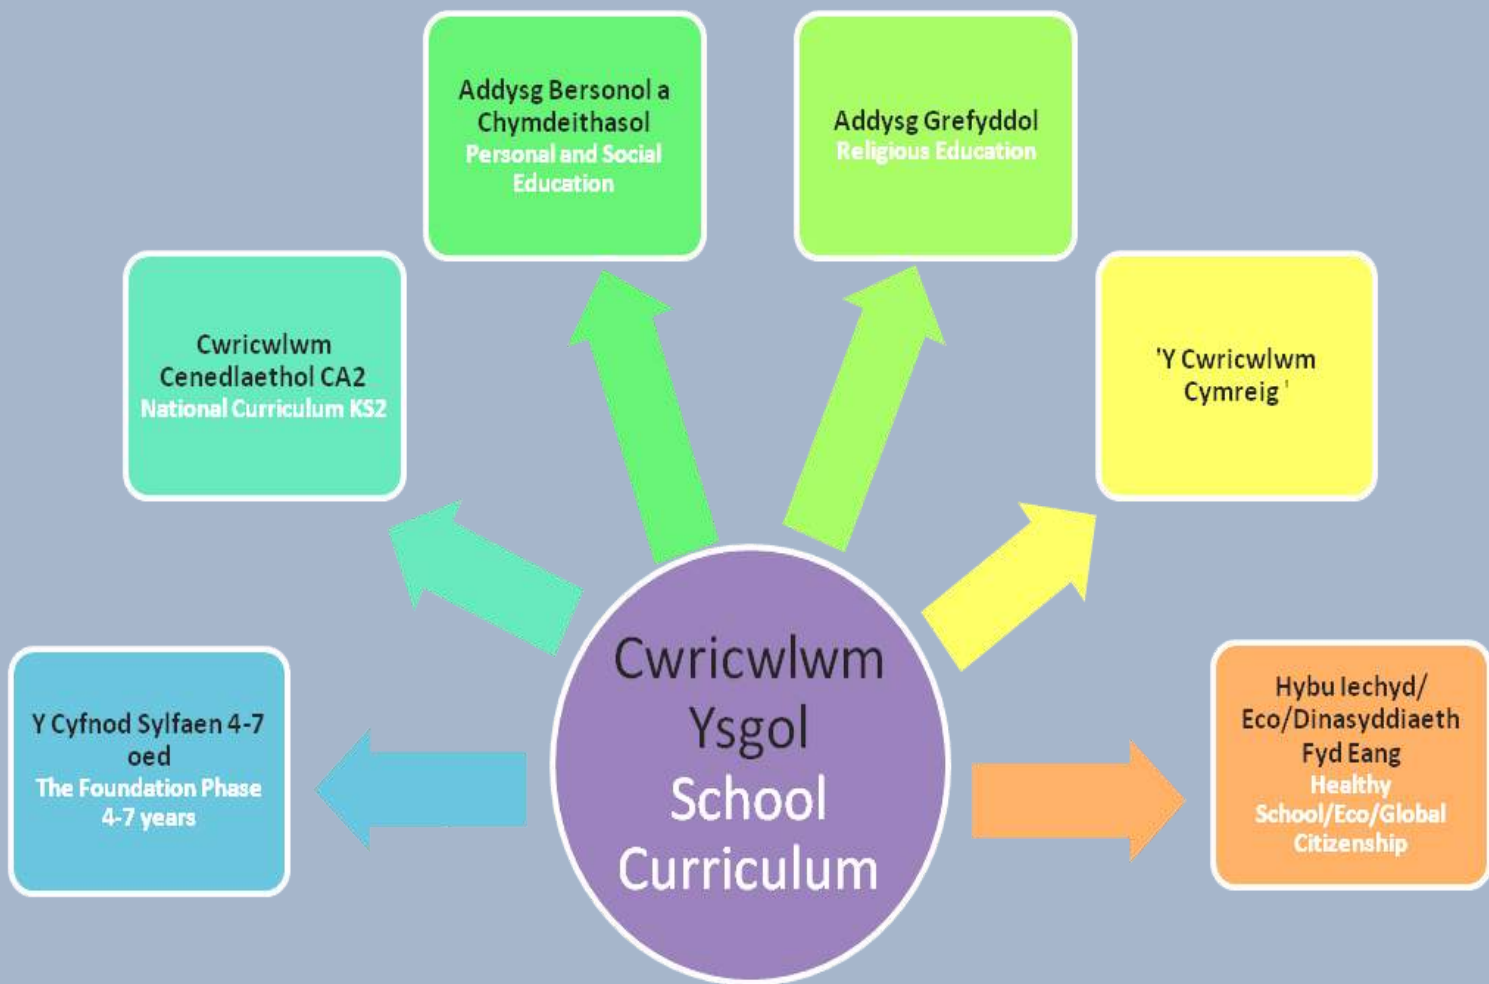 Addysg Bersonol a
Chymdeithasol
Personal and Social
Education
Addysg Grefyddol
Religious Education
Cwricwlwm
Cenedlaethol CA2
National Curriculum KS2
'Y Cwricwlwm
Cymreig '
Y Cyfnod Sylfaen 4-7
oed
The Foundation Phase
4-7 years
Cwricwlwm
Ysgol
School
Curriculum
Hybu Iechyd/
Eco/Dinasyddiaeth
Fyd Eang
Healthy
School/Eco/Global
Citizenship